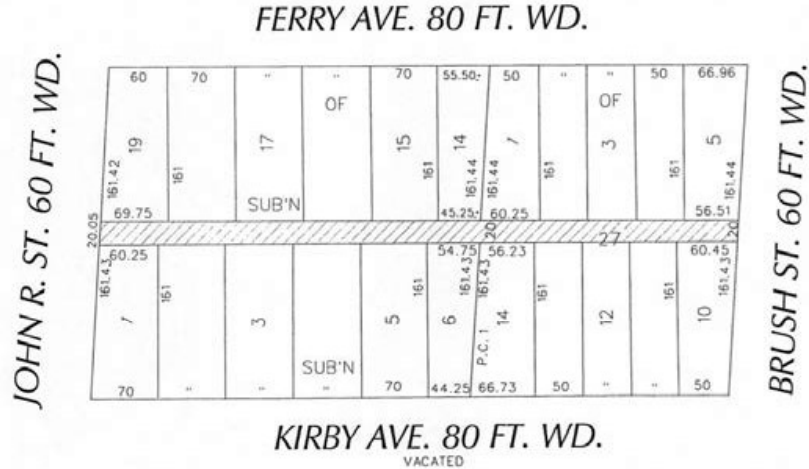 FERRY AVE. 80 FT. WD.
JOHN R. ST. 60 FT. WD.
BRUSH ST. 60 FT. WD.
60 70 " " 70 55.50 50 " " 50 66.96
OF OF
19 17 15 14 1 3 5
161.42 161 161 161.44 161.44 161 161 161.44
SUB'N
69.75 45.25 60.25 56.51
20.05 20 27 20
60.25 54.75 56.23 60.45
161.43 161 161 161.43 161.43 161 161 161.43
1 3 5 6 14 12 10
P.C. 1
SUB'N
70 " " " 70 44.25 66.73 50 " " 50
KIRBY AVE. 80 FT. WD.
VACATED